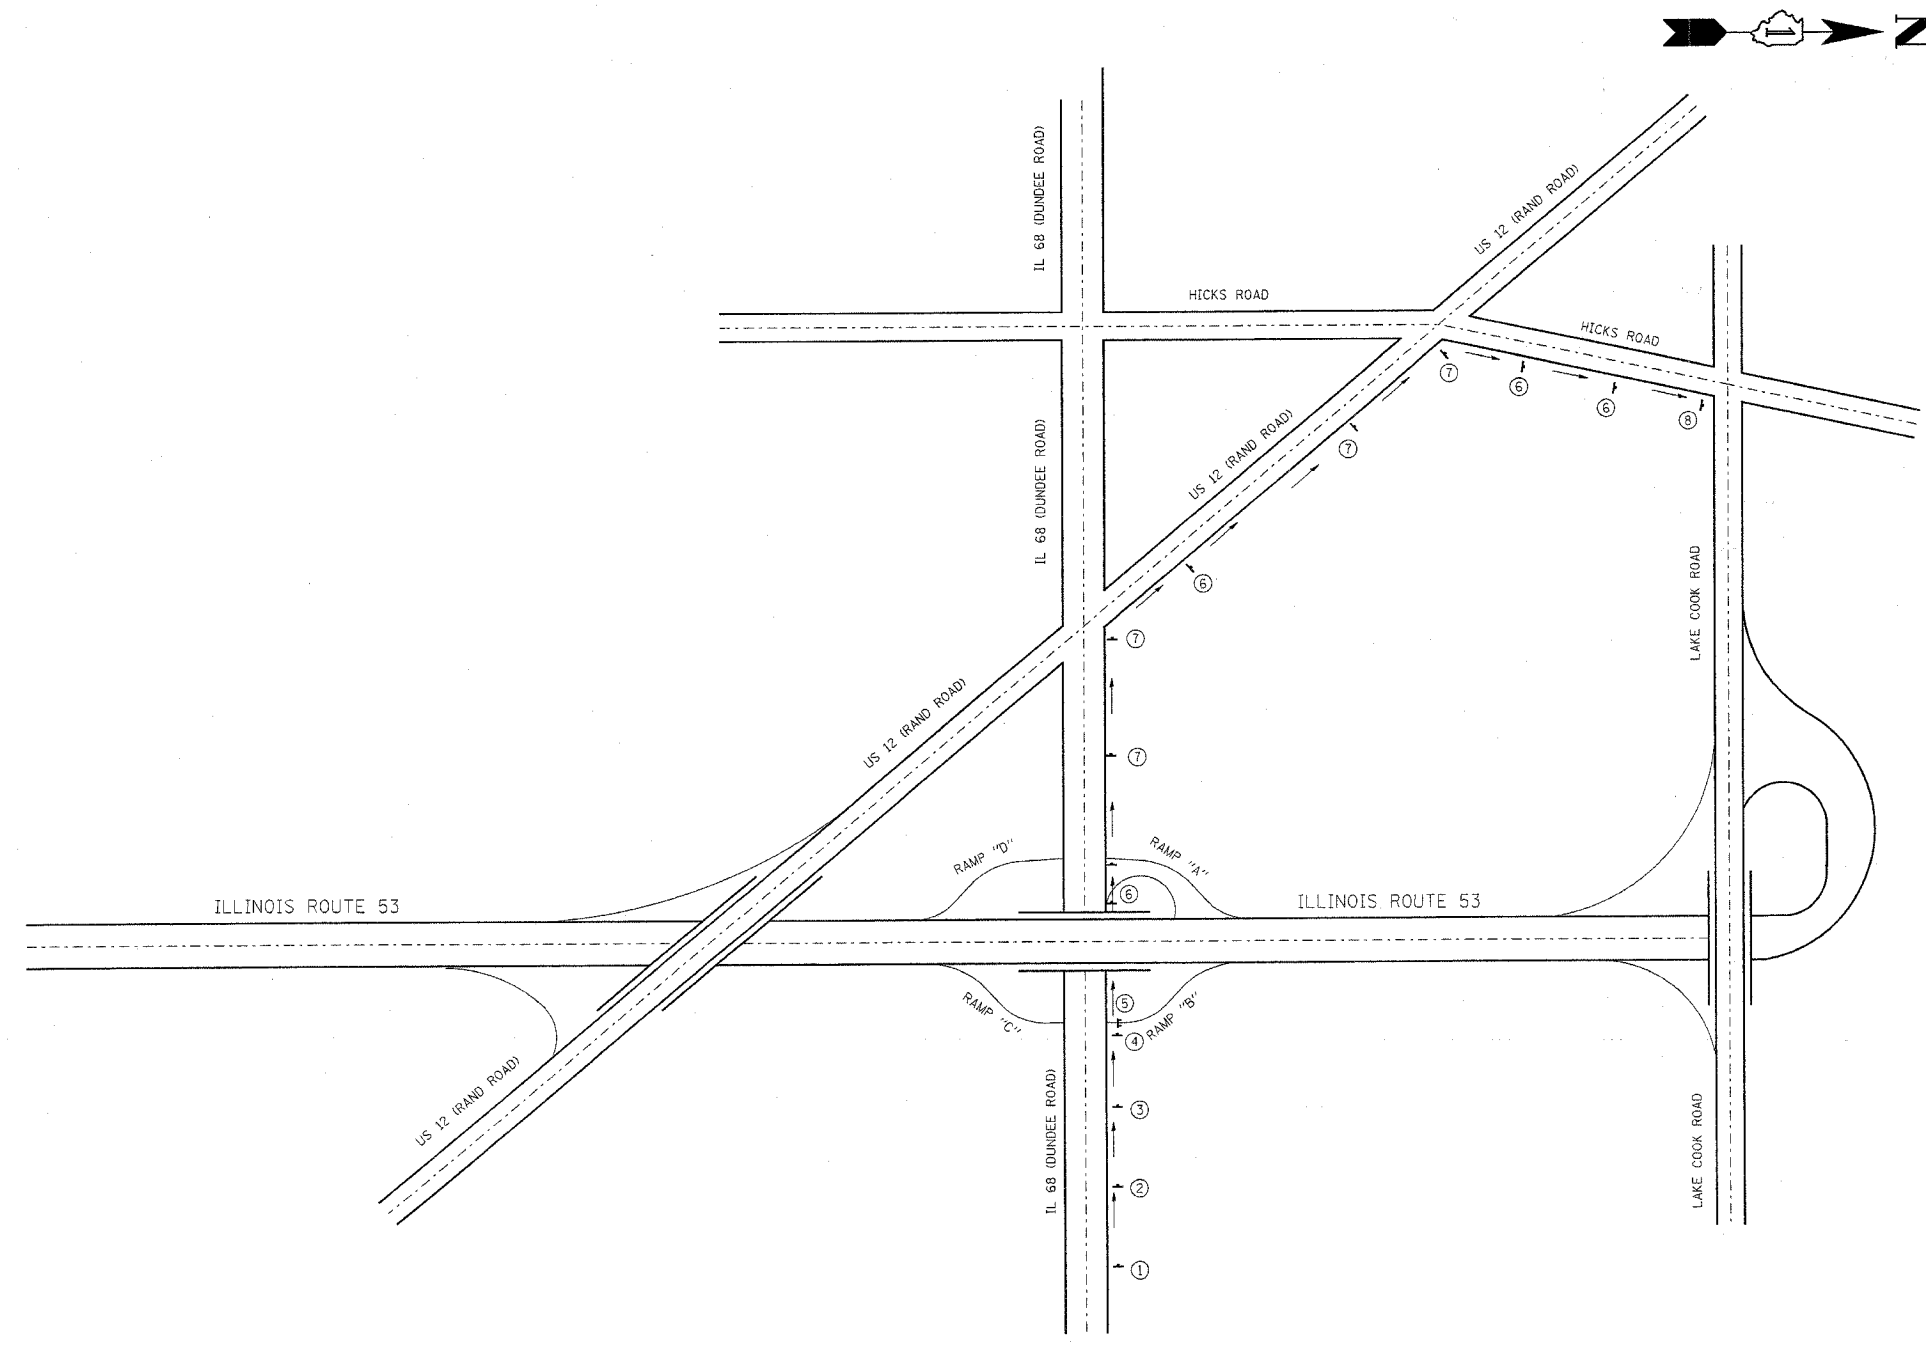 1
N
IL 68 (DUNDEE ROAD)
US 12 (RAND ROAD)
HICKS ROAD
HICKS ROAD
7
6
6
8
IL 68 (DUNDEE ROAD)
US 12 (RAND ROAD)
7
6
7
LAKE COOK ROAD
US 12 (RAND ROAD)
7
RAMP "D"
RAMP "A"
6
ILLINOIS ROUTE 53
ILLINOIS ROUTE 53
RAMP "C"
5
RAMP "B"
4
US 12 (RAND ROAD)
IL 68 (DUNDEE ROAD)
3
2
1
LAKE COOK ROAD